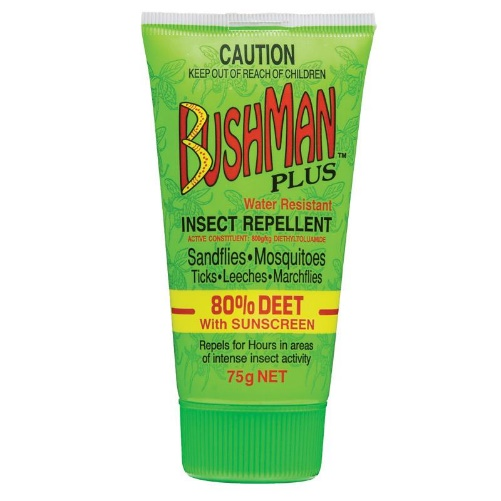 CAUTION
KEEP OUT OF REACH OF CHILDREN
BUSHMAN™
PLUS
Water Resistant
INSECT REPELLENT
ACTIVE CONSTITUENT: 800g/kg DIETHYLTOLUAMIDE
Sandflies•Mosquitoes
Ticks•Leeches•Marchflies
80% DEET
With SUNSCREEN
Repels for Hours in areas
of intense insect activity
75g NET